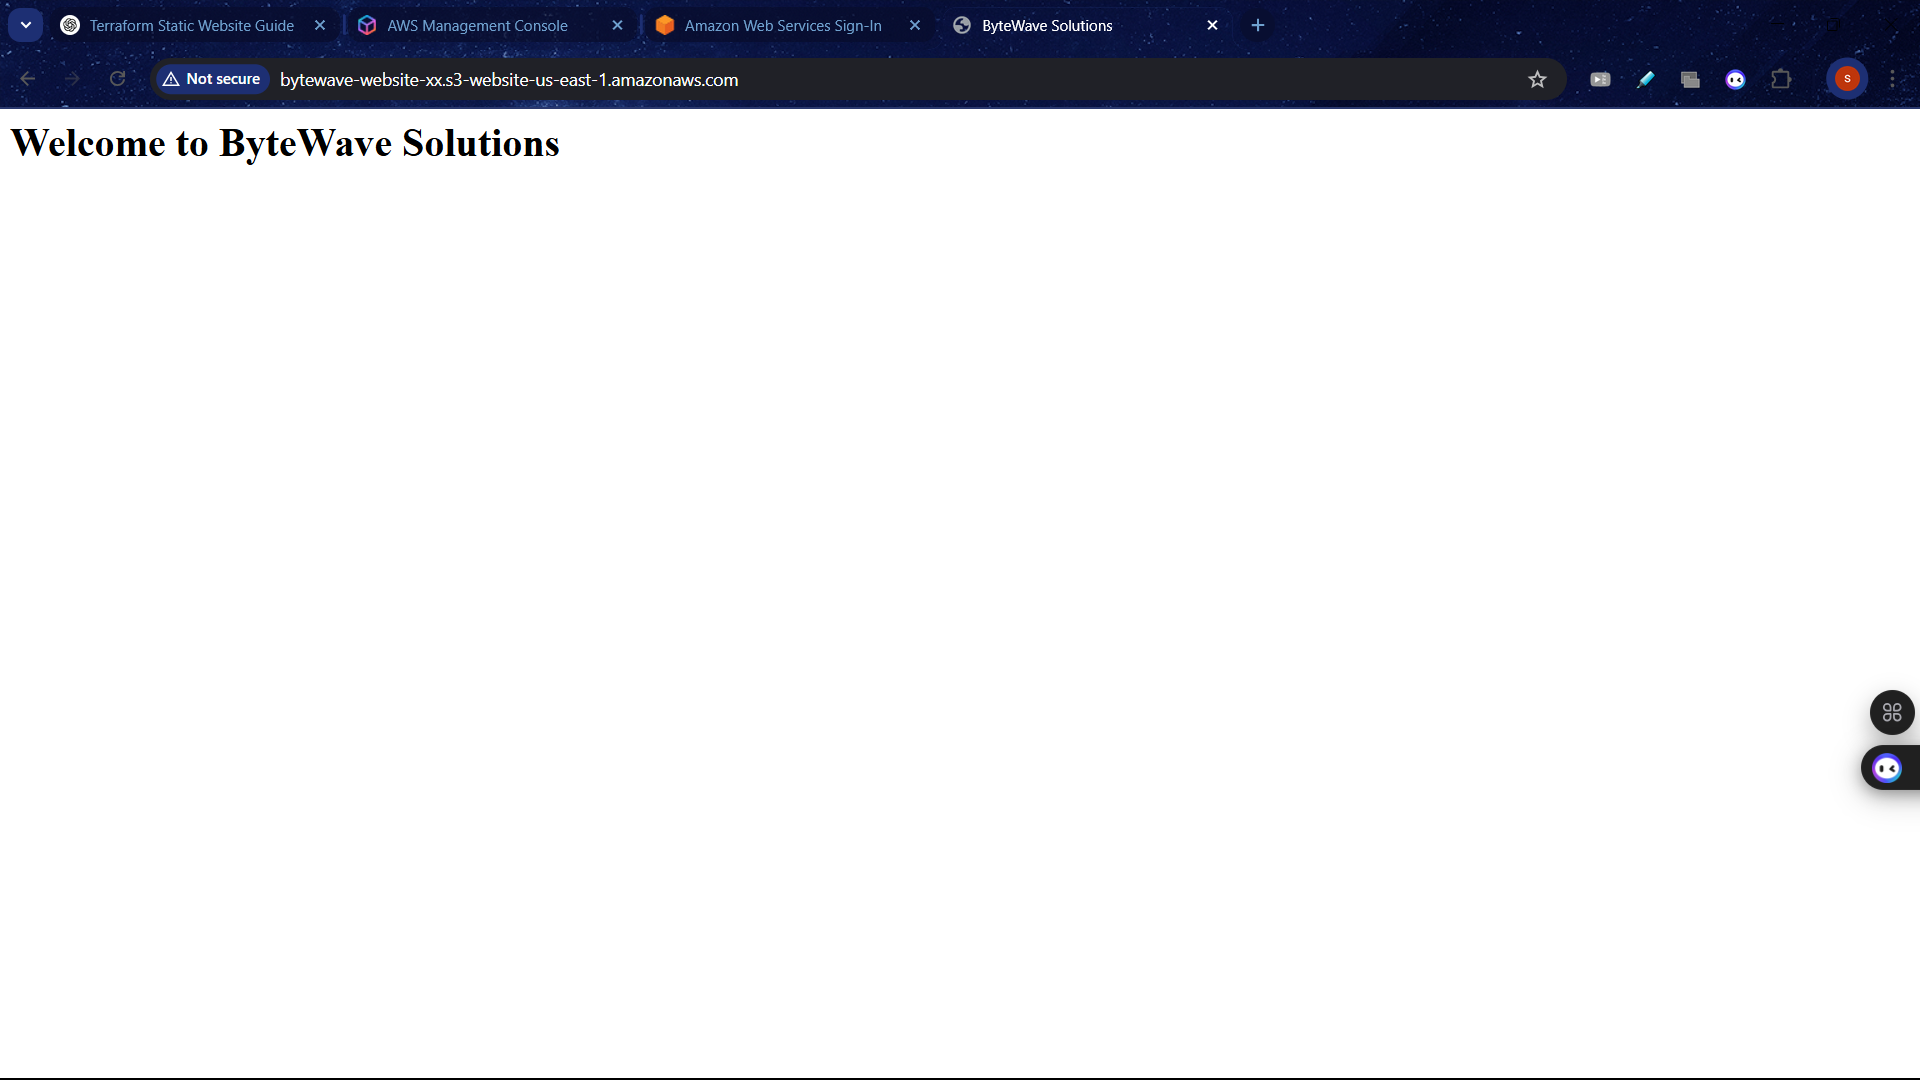 Terraform Static Website Guide
AWS Management Console
Amazon Web Services Sign-In
ByteWave Solutions
Not secure
bytewave-website-xx.s3-website-us-east-1.amazonaws.com
S
Welcome to ByteWave Solutions